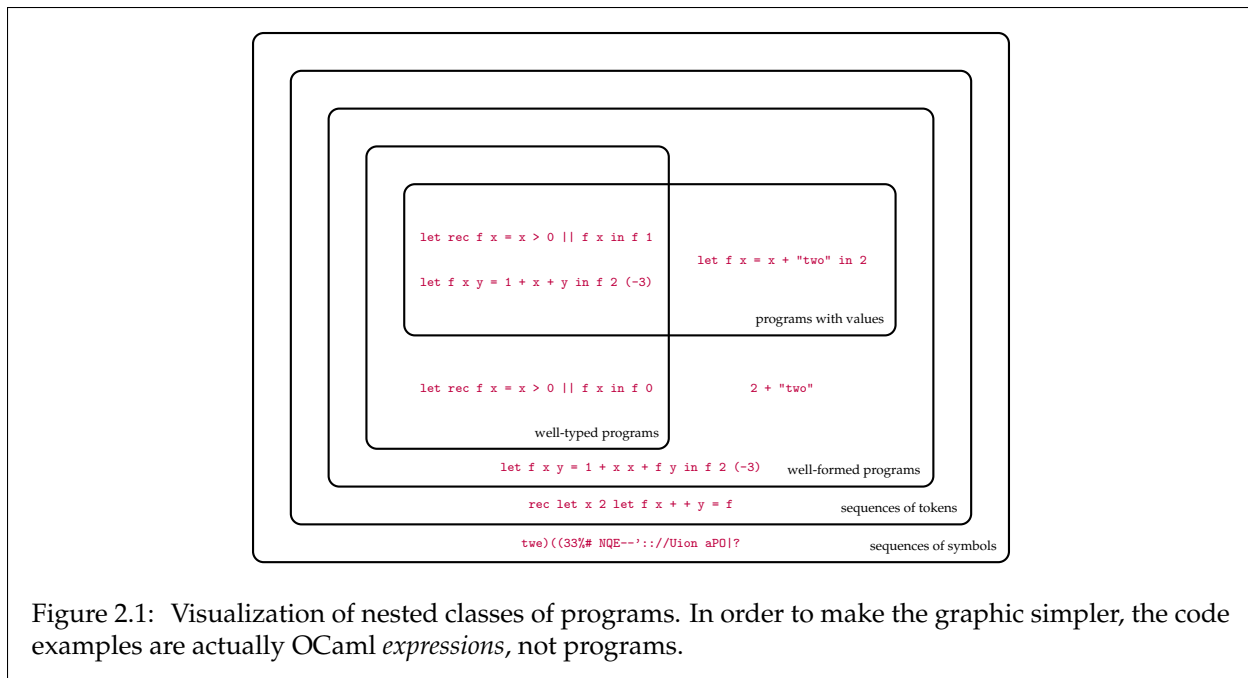 let rec f x = x > 0 || f x in f 1
let f x = x + "two" in 2
let f x y = 1 + x + y in f 2 (-3)
programs with values
let rec f x = x > 0 || f x in f 0
2 + "two"
well-typed programs
let f x y = 1 + x x + f y in f 2 (-3)
well-formed programs
rec let x 2 let f x + + y = f
sequences of tokens
twe)((33%# NQE--':://Uion aPO|?
sequences of symbols
Figure 2.1: Visualization of nested classes of programs. In order to make the graphic simpler, the code
examples are actually OCaml expressions, not programs.